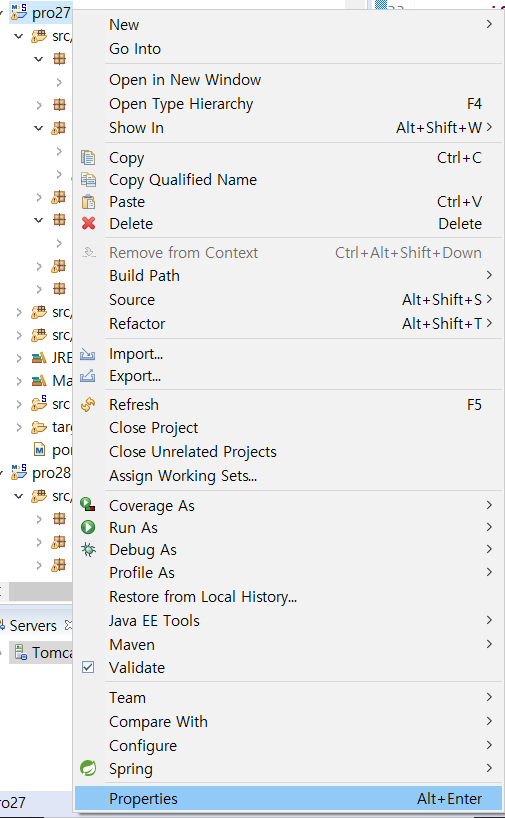 pro27
New
src/
Go Into
Open in New Window
Open Type Hierarchy F4
Show In Alt+Shift+W
Copy Ctrl+C
Copy Qualified Name
Paste Ctrl+V
Delete Delete
Remove from Context Ctrl+Alt+Shift+Down
Build Path
Source Alt+Shift+S
src/
Refactor Alt+Shift+T
src/
Import...
JRE
Export...
Ma
Refresh F5
src
Close Project
tar
Close Unrelated Projects
por
Assign Working Sets...
pro28
Coverage As
src/
Run As
Debug As
Profile As
Restore from Local History...
Java EE Tools
Servers
Maven
Tomca
Validate
Team
Compare With
Configure
Spring
Properties Alt+Enter
ro27